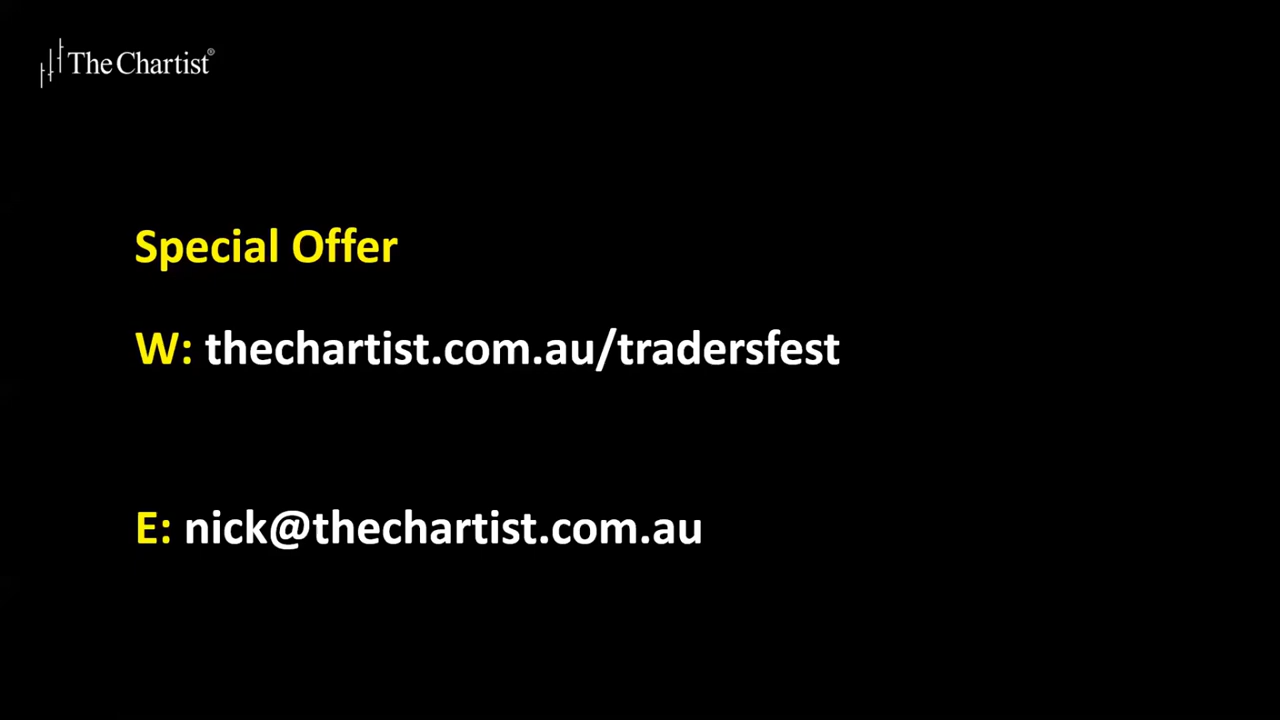 The Chartist®
Special Offer
W: thechartist.com.au/tradersfest
E: nick@thechartist.com.au